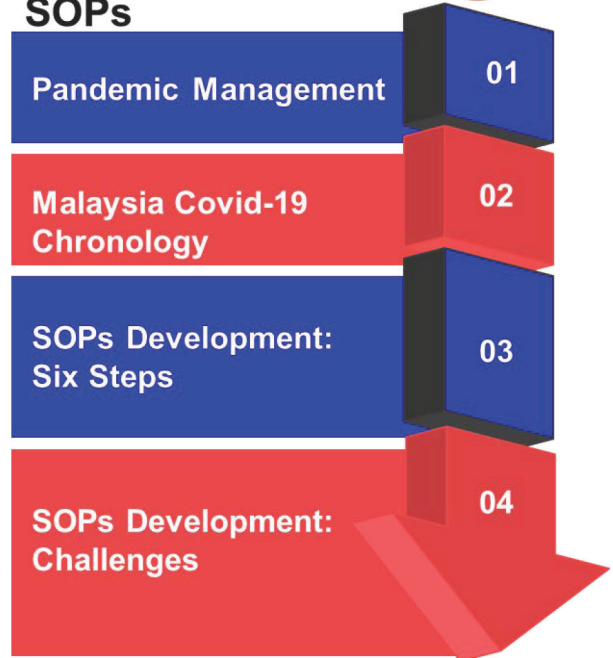 SOPs
Pandemic Management
01
Malaysia Covid-19
Chronology
02
SOPs Development:
Six Steps
03
SOPs Development:
Challenges
04